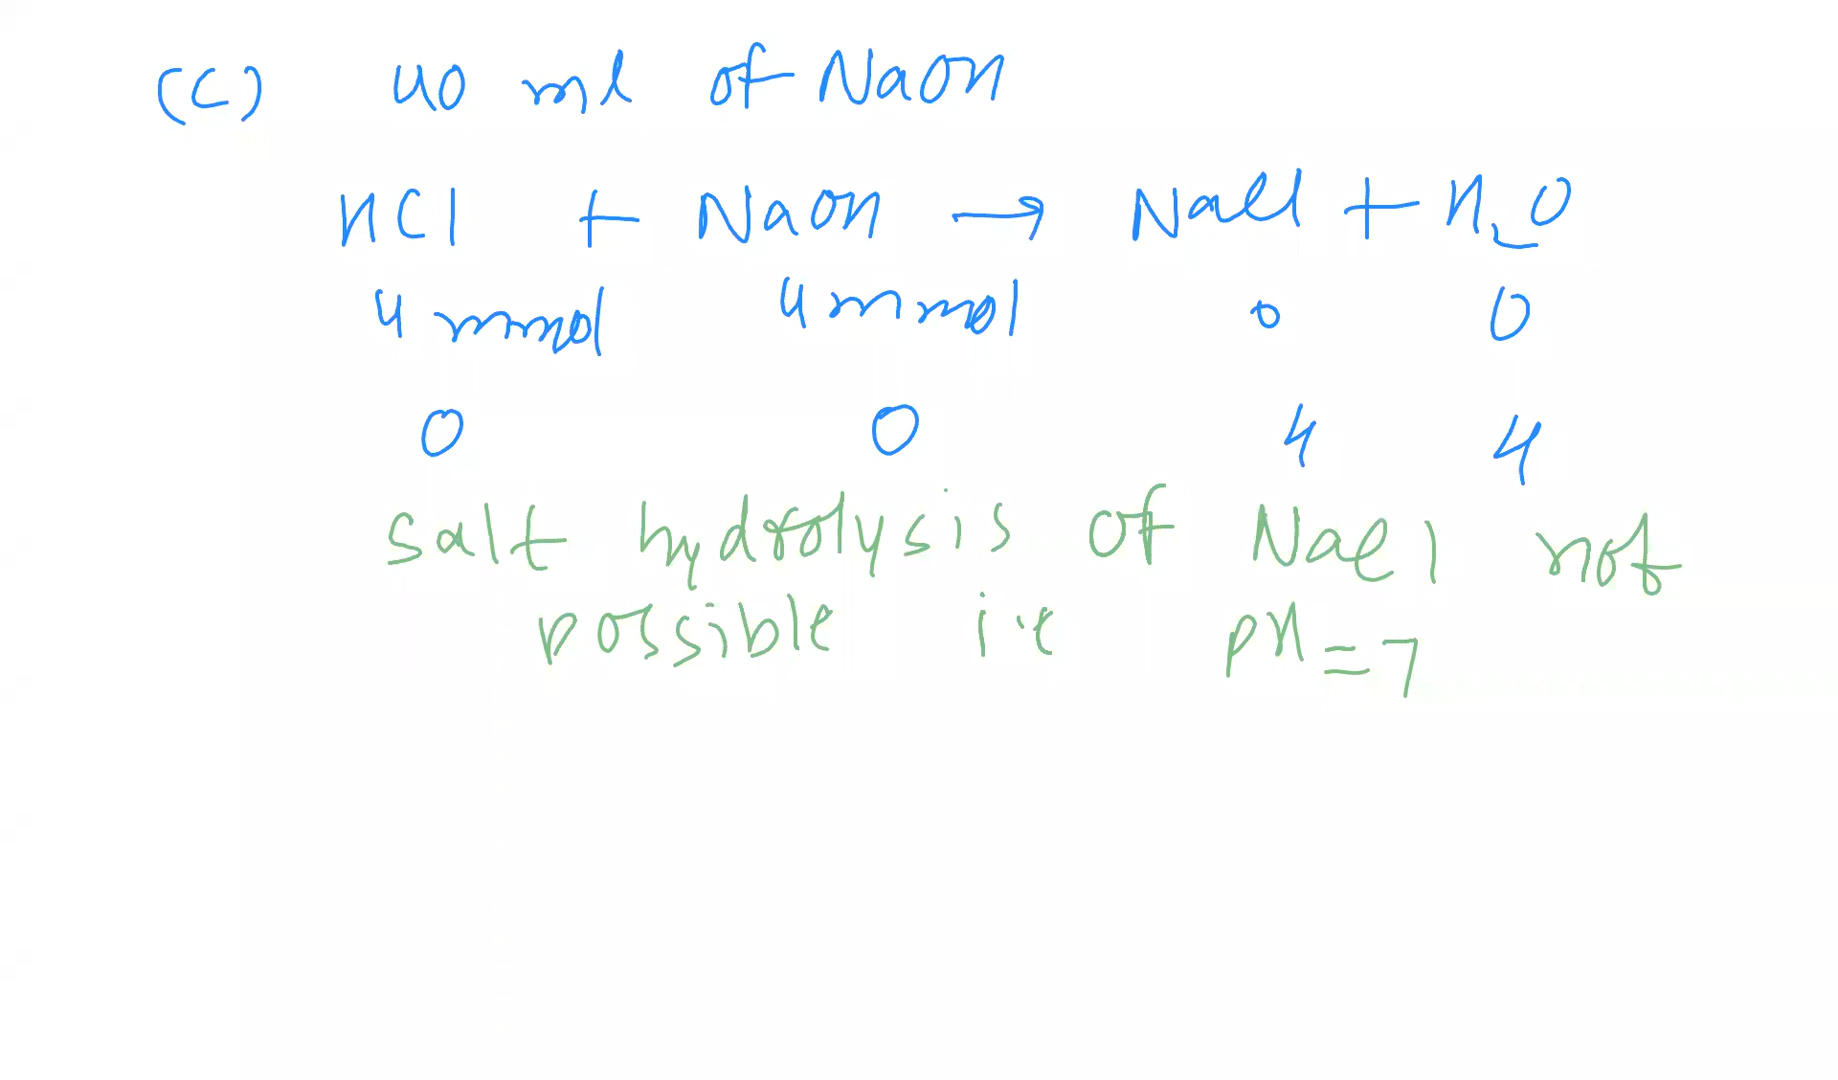 (C) 40 ml of NaOH
HCl + NaOH → NaCl + H₂O
4 mmol 4 mmol 0 0
0 0 4 4
salt hydrolysis of NaCl not
possible i.e pH = 7